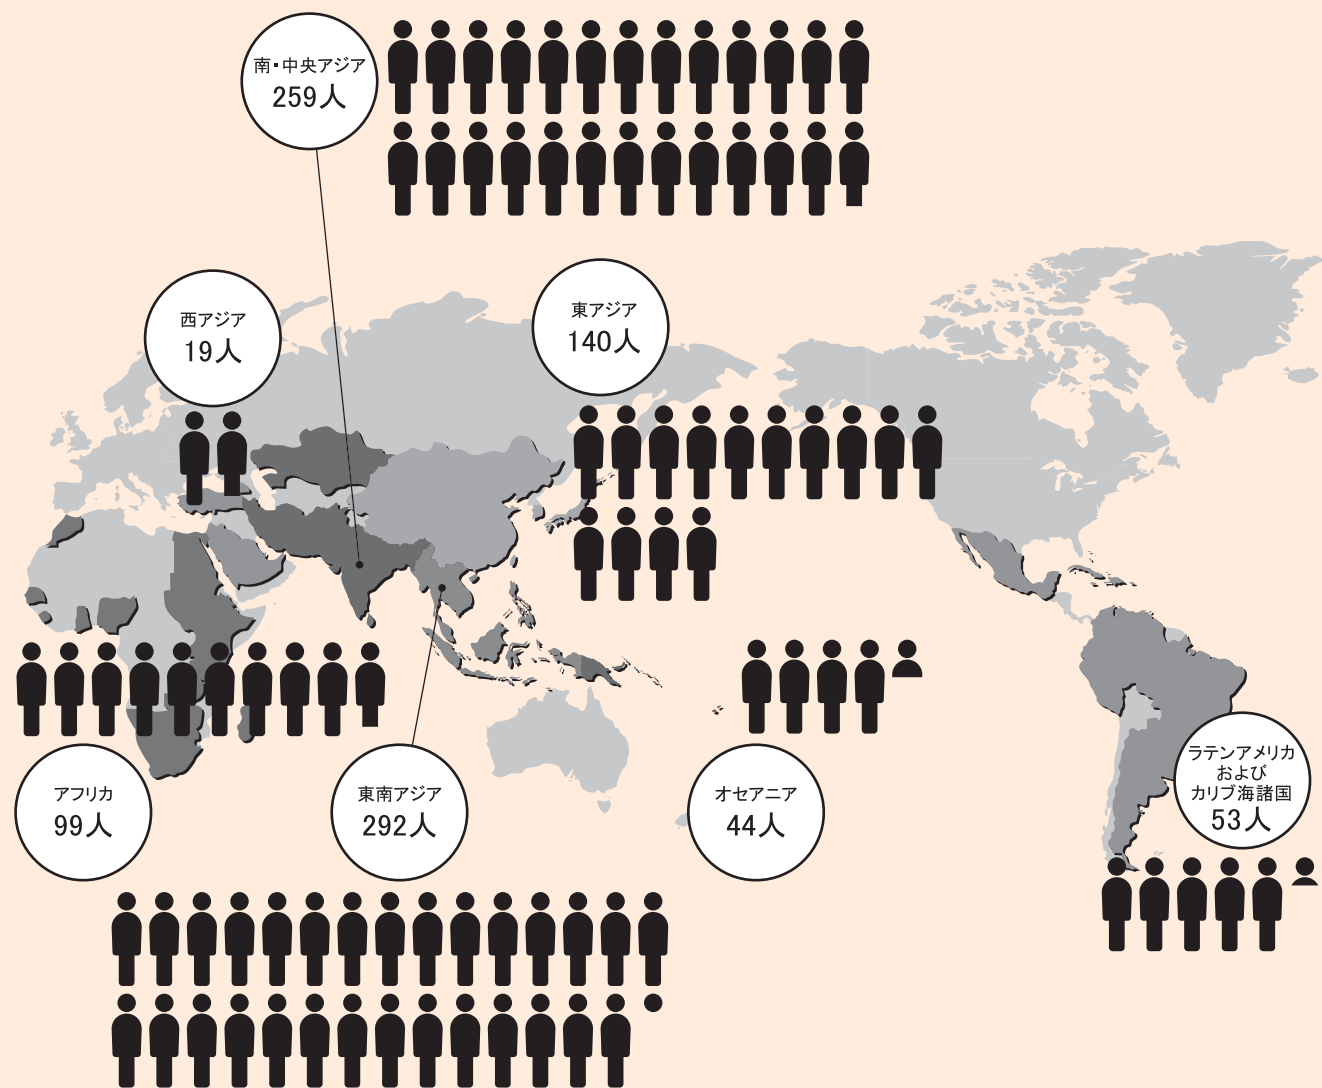 南・中央アジア
259人
西アジア
19人
東アジア
140人
アフリカ
99人
東南アジア
292人
オセアニア
44人
ラテンアメリカ
および
カリブ海諸国
53人